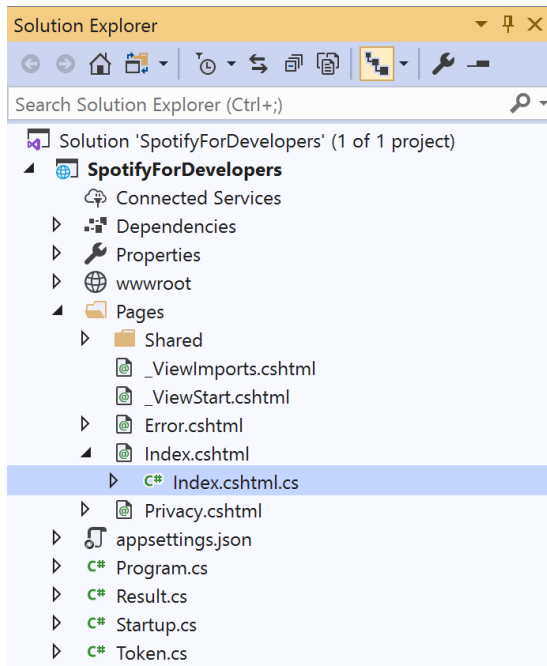 Solution Explorer
Search Solution Explorer (Ctrl+;)
Solution 'SpotifyForDevelopers' (1 of 1 project)
SpotifyForDevelopers
Connected Services
Dependencies
Properties
wwwroot
Pages
Shared
_ViewImports.cshtml
_ViewStart.cshtml
Error.cshtml
Index.cshtml
C# Index.cshtml.cs
Privacy.cshtml
appsettings.json
C# Program.cs
C# Result.cs
C# Startup.cs
C# Token.cs